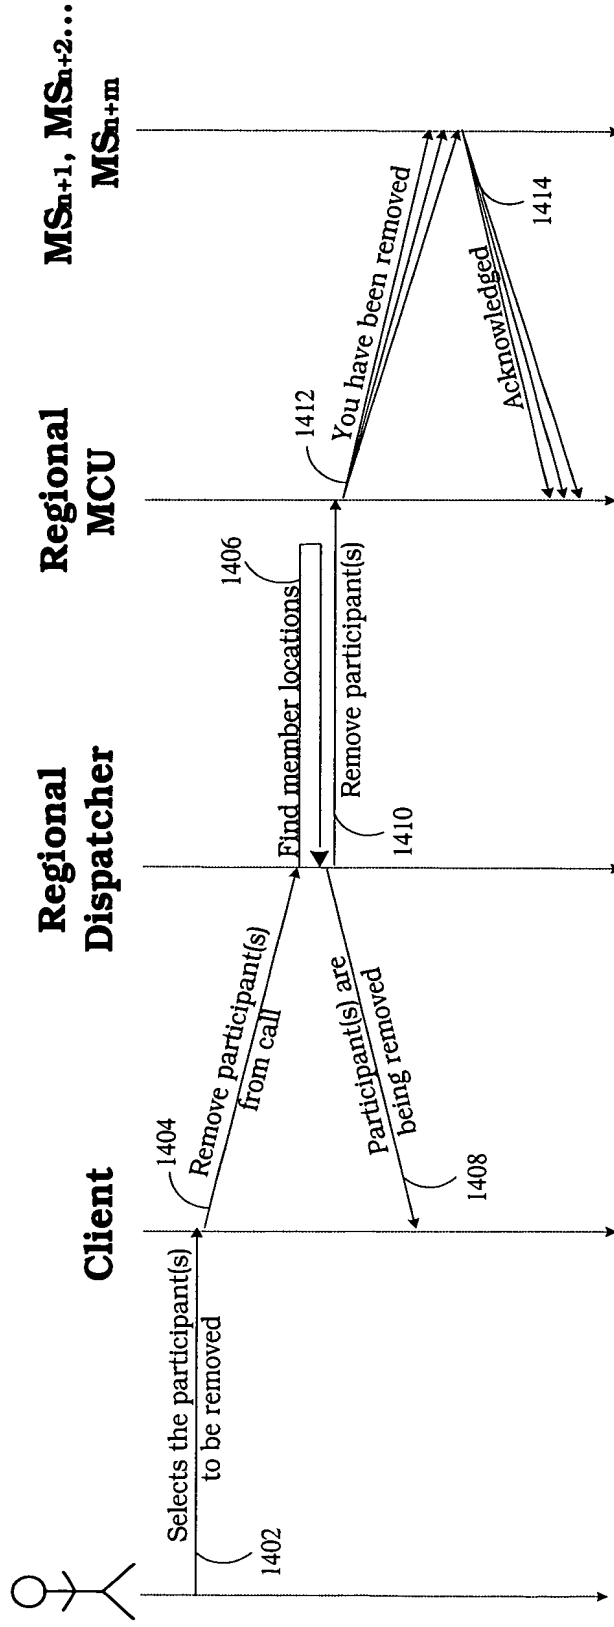 Client
Regional
Dispatcher
Regional
MCU
MSn+1, MSn+2...
MSn+m
Selects the participant(s)
to be removed
1402
1404
Remove participant(s)
from call
Find member locations
1406
Participant(s) are
being removed
1408
Remove participant(s)
1410
1412
You have been removed
Acknowledged
1414